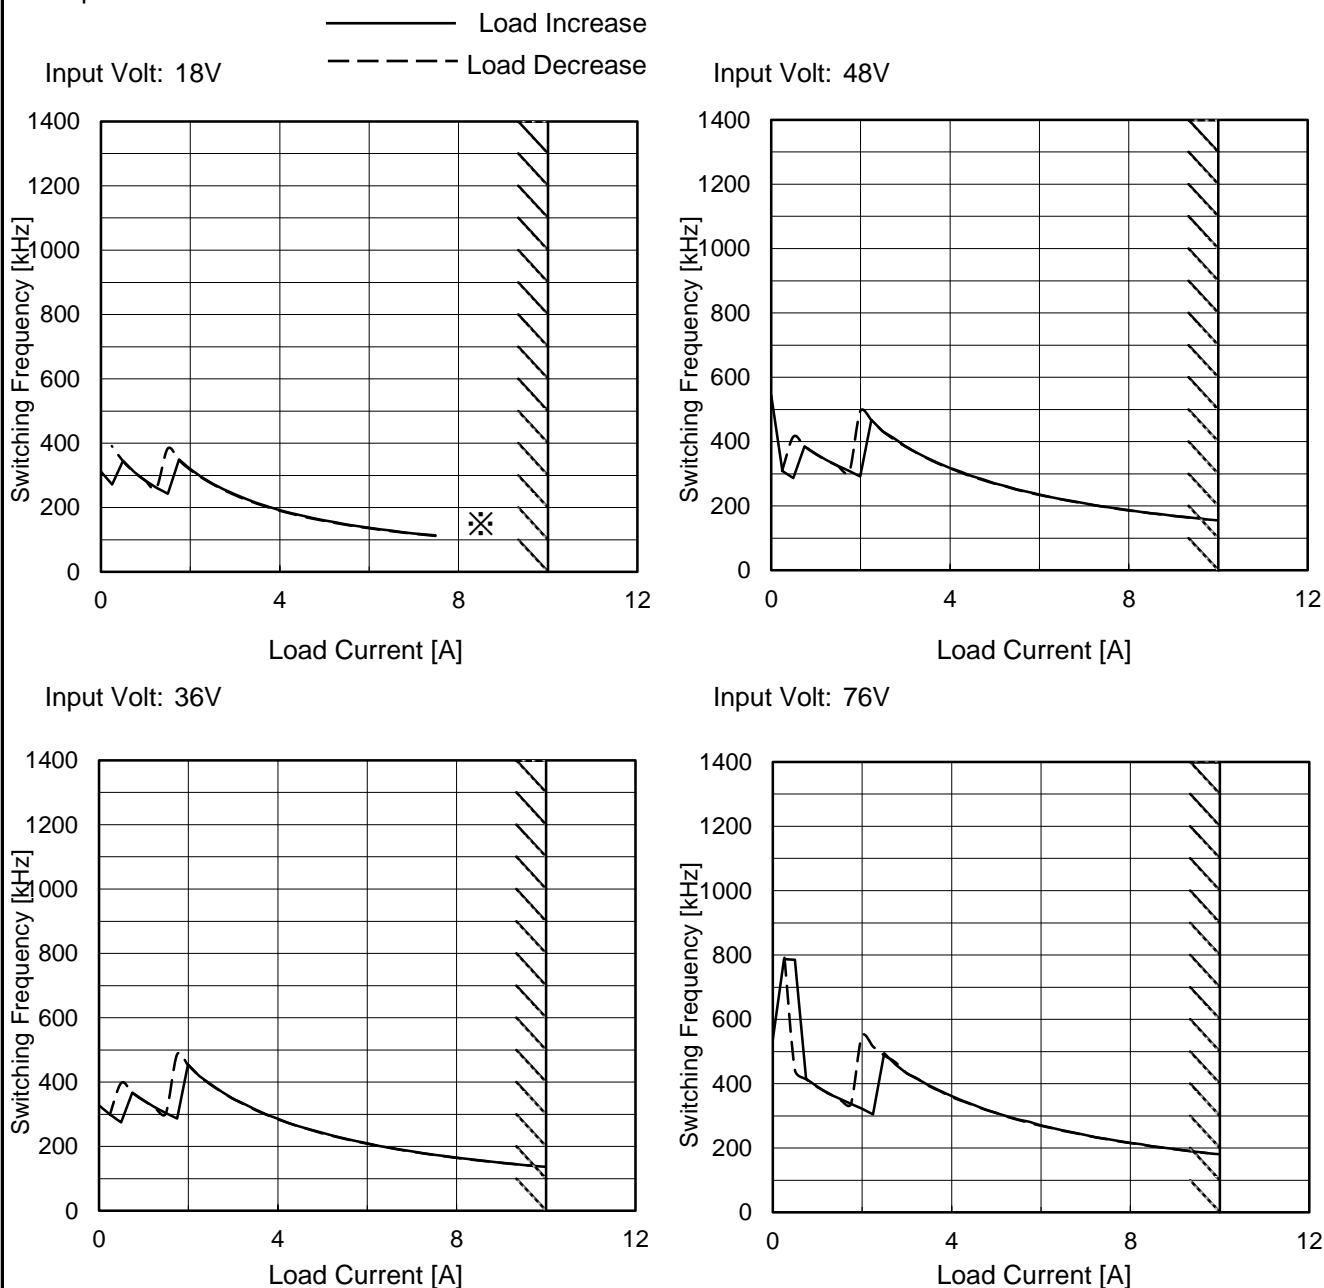 Load Increase
Load Decrease
Input Volt: 18V
Switching Frequency [kHz]
1400
1200
1000
800
600
400
200
0
※
0 4 8 12
Load Current [A]
Input Volt: 48V
Switching Frequency [kHz]
1400
1200
1000
800
600
400
200
0
0 4 8 12
Load Current [A]
Input Volt: 36V
Switching Frequency [kHz]
1400
1200
1000
800
600
400
200
0
0 4 8 12
Load Current [A]
Input Volt: 76V
Switching Frequency [kHz]
1400
1200
1000
800
600
400
200
0
0 4 8 12
Load Current [A]